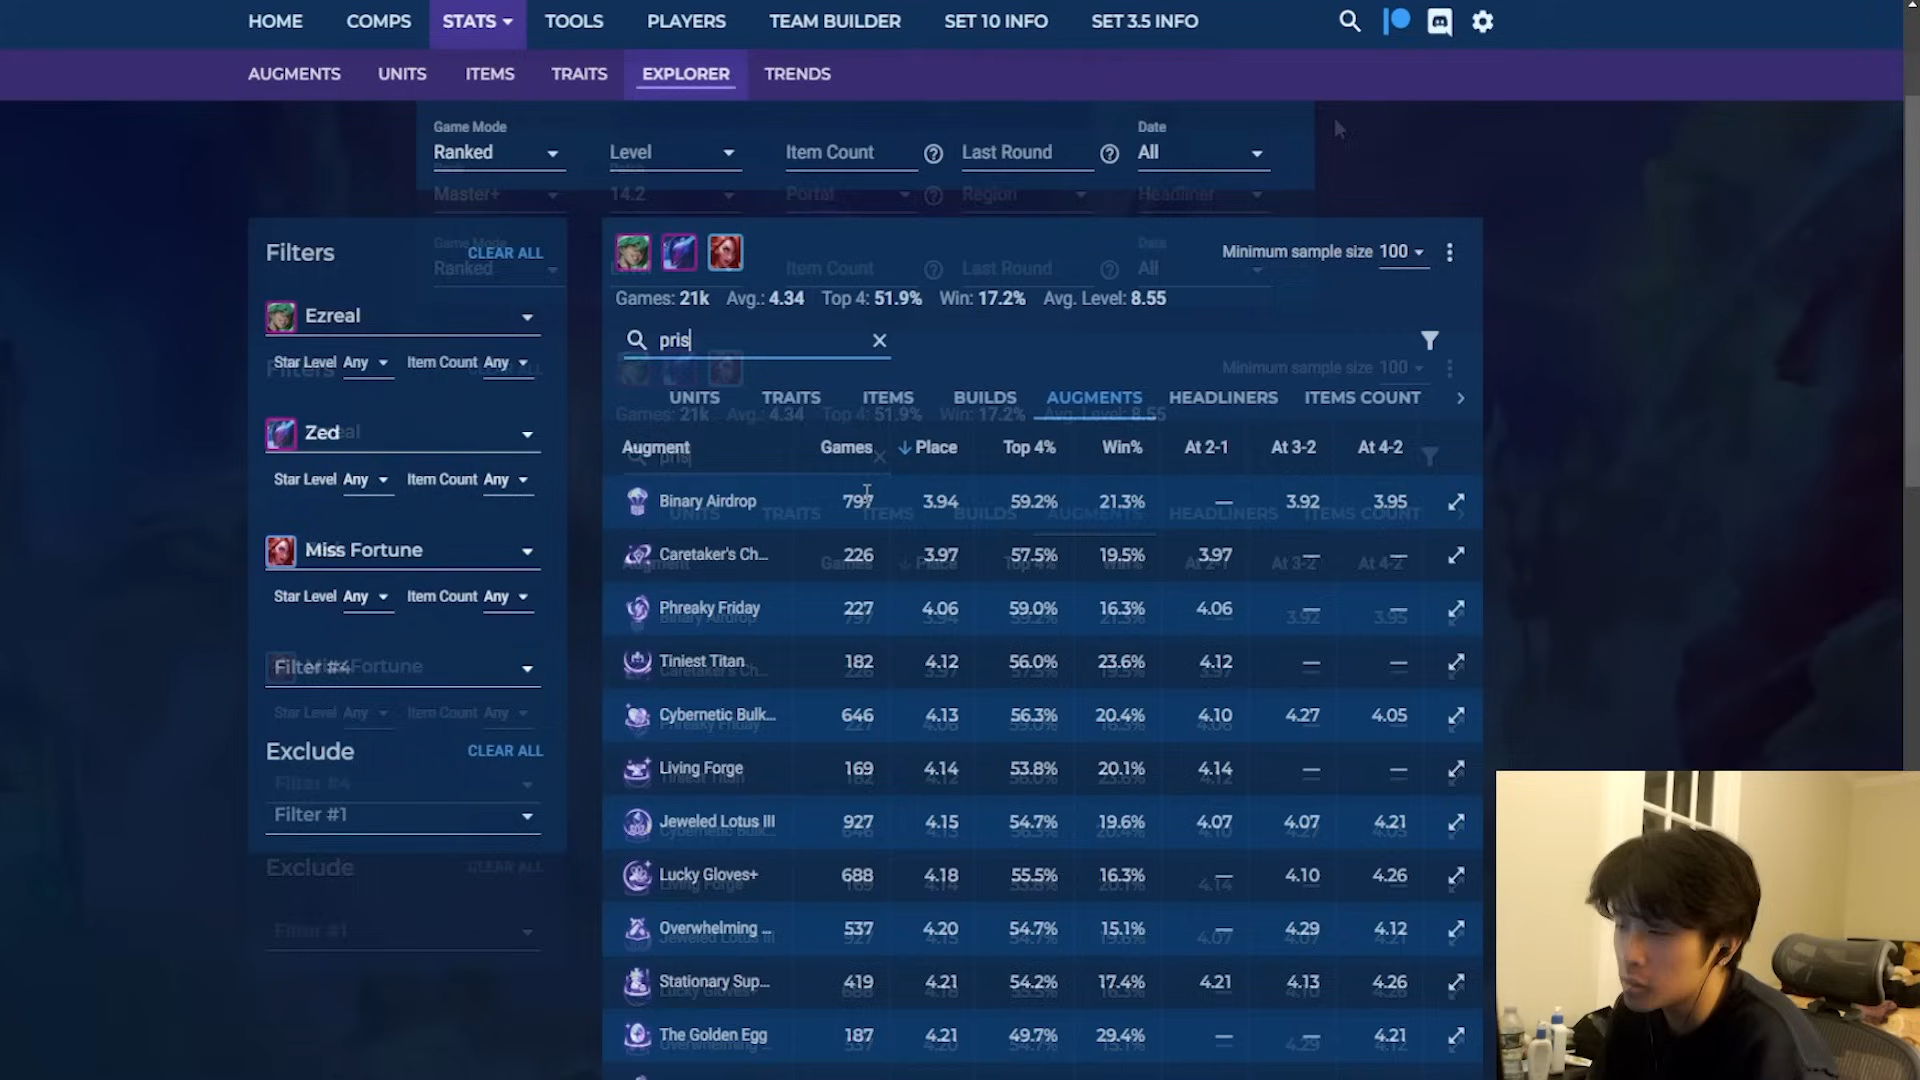 HOME COMPS STATS TOOLS PLAYERS TEAM BUILDER SET 10 INFO SET 3.5 INFO
AUGMENTS UNITS ITEMS TRAITS EXPLORER TRENDS
Game Mode Date
Ranked Level Item Count Last Round All
Master+ 14.2 Portal Region Headliner
Filters CLEAR ALL
Ezreal
Star Level Any Item Count Any
Zed
Star Level Any Item Count Any
Miss Fortune
Star Level Any Item Count Any
Filter #4
Exclude CLEAR ALL
Filter #1
Minimum sample size 100
Games: 21k Avg.: 4.34 Top 4: 51.9% Win: 17.2% Avg. Level: 8.55
pris
UNITS TRAITS ITEMS BUILDS AUGMENTS HEADLINERS ITEMS COUNT
Augment Games Place Top 4% Win% At 2-1 At 3-2 At 4-2
Binary Airdrop 797 3.94 59.2% 21.3% — 3.92 3.95
Caretaker's Ch... 226 3.97 57.5% 19.5% 3.97 — —
Phreaky Friday 227 4.06 59.0% 16.3% 4.06 — —
Tiniest Titan 182 4.12 56.0% 23.6% 4.12 — —
Cybernetic Bulk... 646 4.13 56.3% 20.4% 4.10 4.27 4.05
Living Forge 169 4.14 53.8% 20.1% 4.14 — —
Jeweled Lotus III 927 4.15 54.7% 19.6% 4.07 4.07 4.21
Lucky Gloves+ 688 4.18 55.5% 16.3% — 4.10 4.26
Overwhelming ... 537 4.20 54.7% 15.1% — 4.29 4.12
Stationary Sup... 419 4.21 54.2% 17.4% 4.21 4.13 4.26
The Golden Egg 187 4.21 49.7% 29.4% — — 4.21